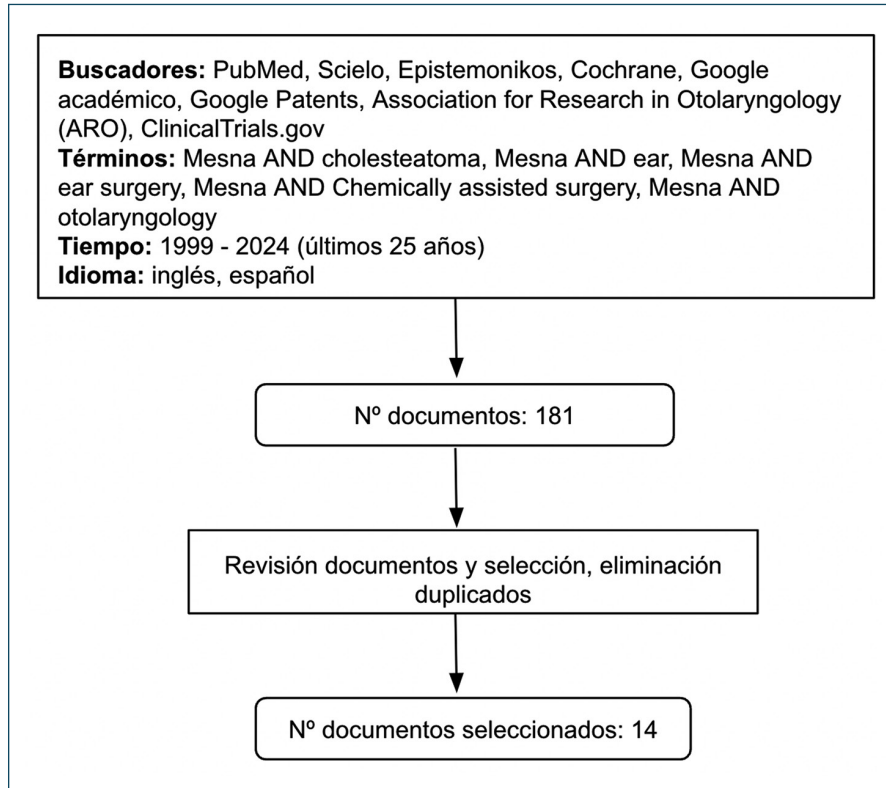 Buscadores: PubMed, Scielo, Epistemonikos, Cochrane, Google
académico, Google Patents, Association for Research in Otolaryngology
(ARO), ClinicalTrials.gov
Términos: Mesna AND cholesteatoma, Mesna AND ear, Mesna AND
ear surgery, Mesna AND Chemically assisted surgery, Mesna AND
otolaryngology
Tiempo: 1999 - 2024 (últimos 25 años)
Idioma: inglés, español
Nº documentos: 181
Revisión documentos y selección, eliminación
duplicados
Nº documentos seleccionados: 14